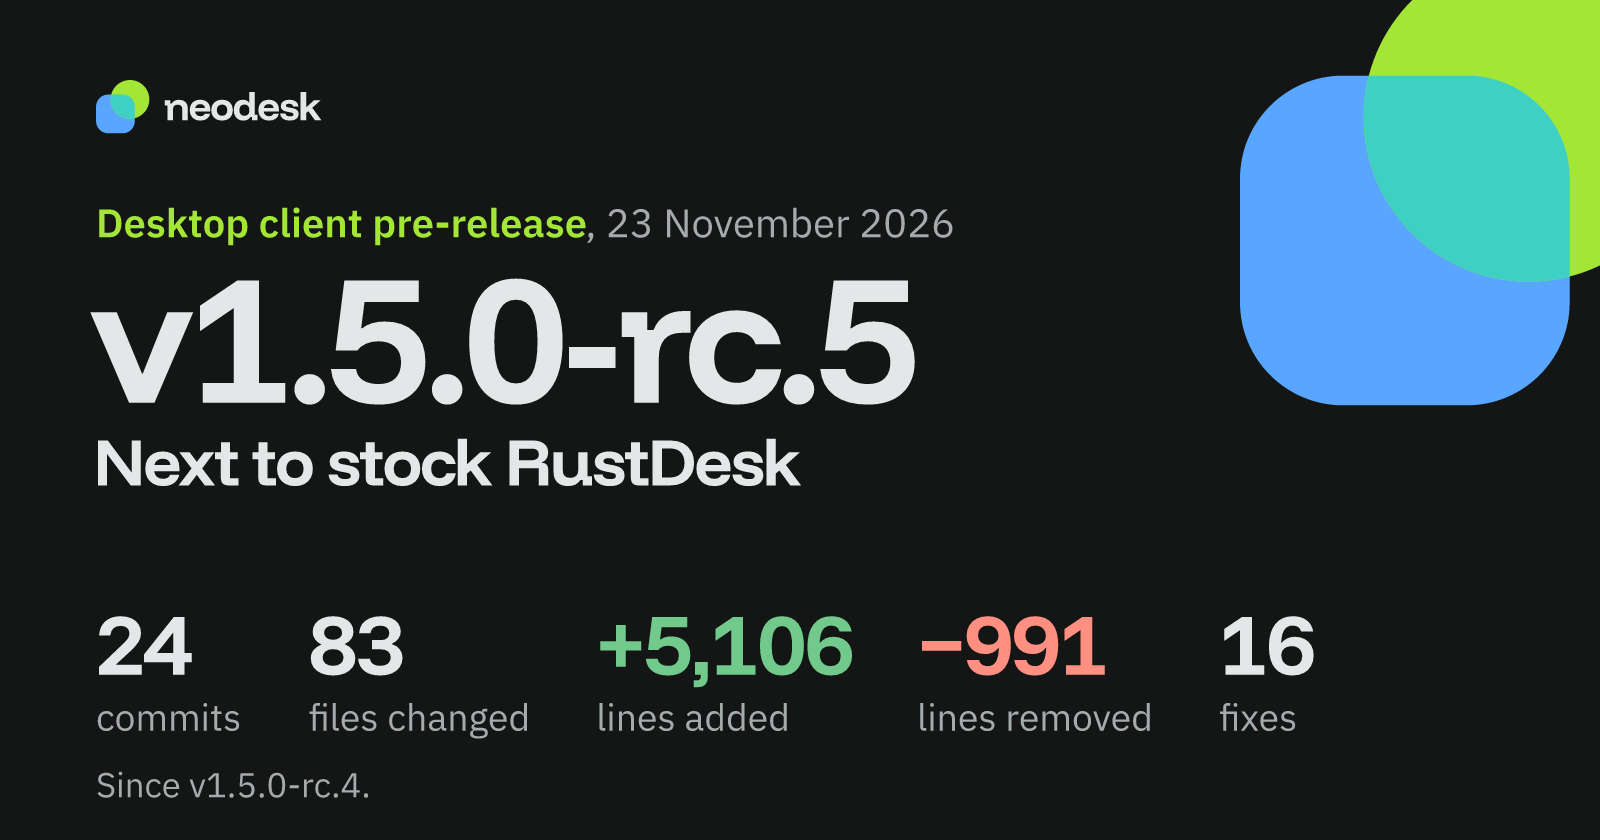 neodesk
Desktop client pre-release, 23 November 2026
v1.5.0-rc.5
Next to stock RustDesk
24 83 +5,106 −991 16
commits files changed lines added lines removed fixes
Since v1.5.0-rc.4.